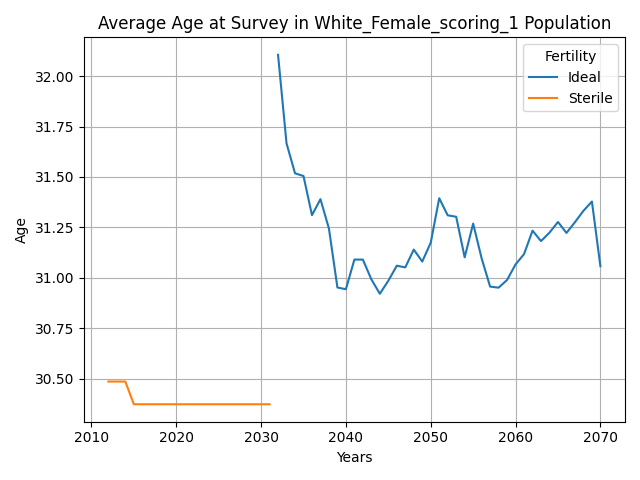 Average Age at Survey in White_Female_scoring_1 Population
Fertility
Ideal
Sterile
32.00
31.75
31.50
31.25
31.00
30.75
30.50
Age
2010 2020 2030 2040 2050 2060 2070
Years